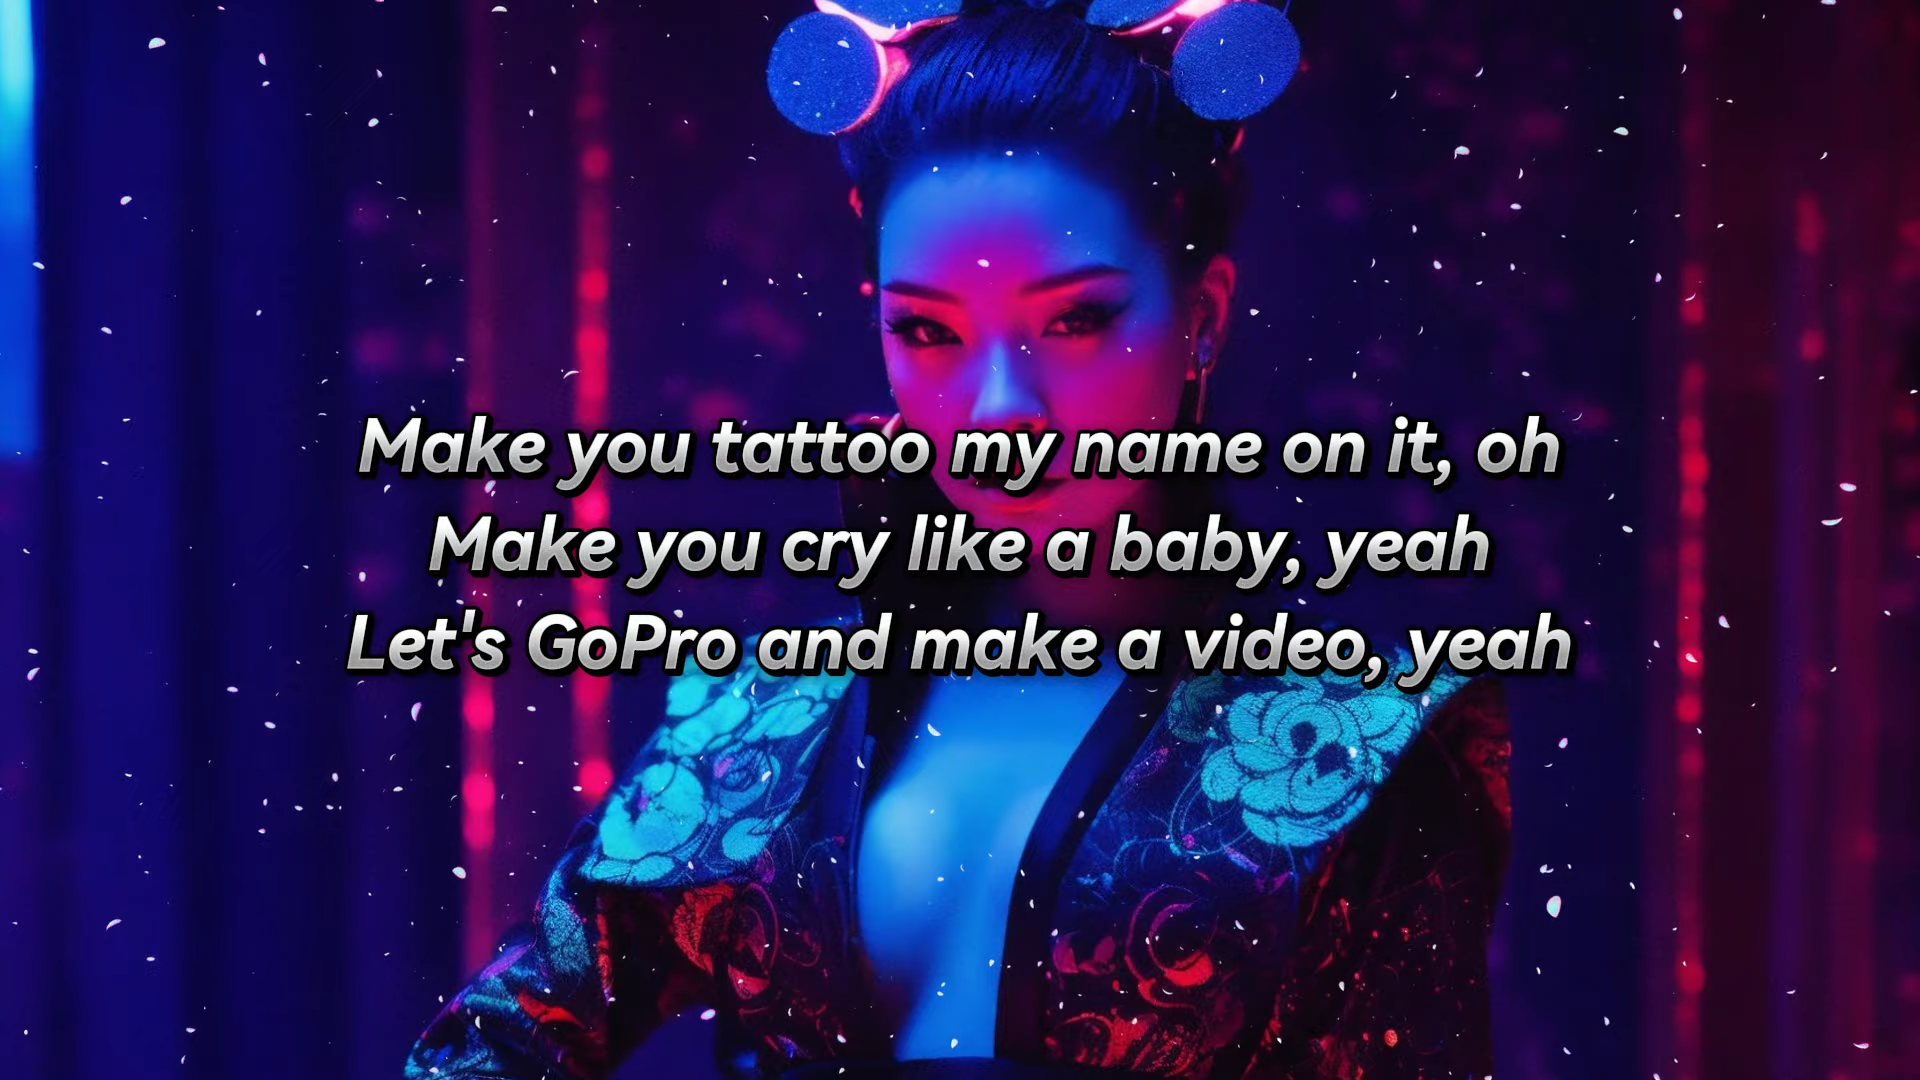 Make you tattoo my name on it, oh
Make you cry like a baby, yeah
Let's GoPro and make a video, yeah